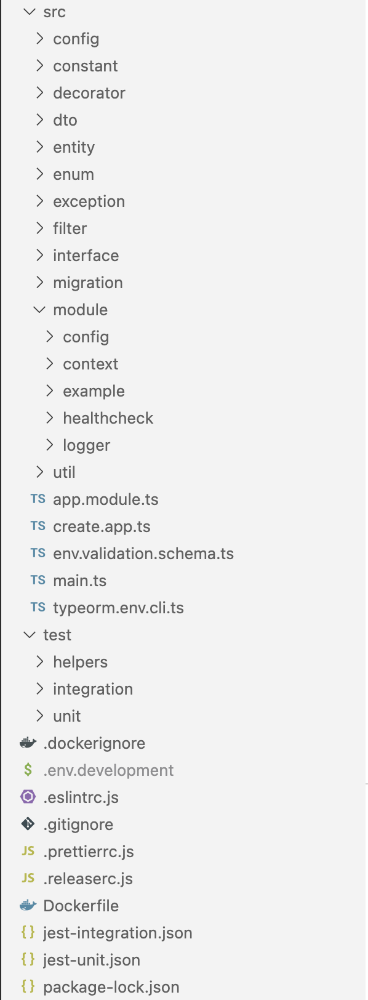 src
config
constant
decorator
dto
entity
enum
exception
filter
interface
migration
module
config
context
example
healthcheck
logger
util
TS app.module.ts
TS create.app.ts
TS env.validation.schema.ts
TS main.ts
TS typeorm.env.cli.ts
test
helpers
integration
unit
.dockerignore
$ .env.development
.eslintrc.js
.gitignore
JS .prettierrc.js
JS .releaserc.js
Dockerfile
{} jest-integration.json
{} jest-unit.json
{} package-lock.json